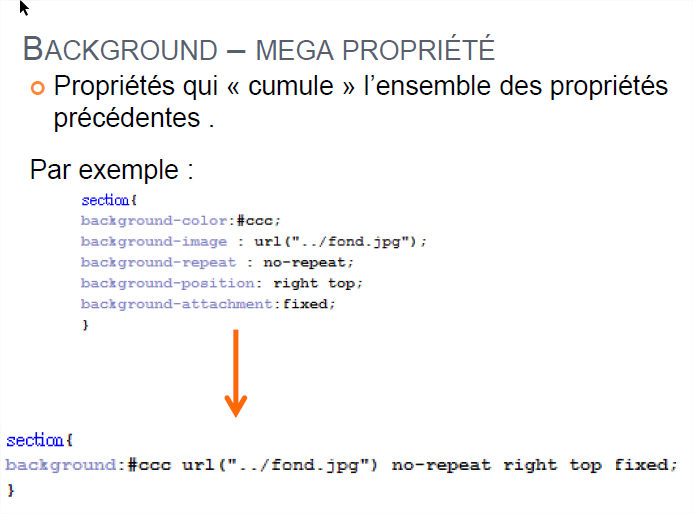 BACKGROUND – MEGA PROPRIÉTÉ
Propriétés qui « cumule » l’ensemble des propriétés
précédentes .
Par exemple :
section{
background-color:#ccc;
background-image : url("../fond.jpg");
background-repeat : no-repeat;
background-position: right top;
background-attachment:fixed;
}
section{
background:#ccc url("../fond.jpg") no-repeat right top fixed;
}